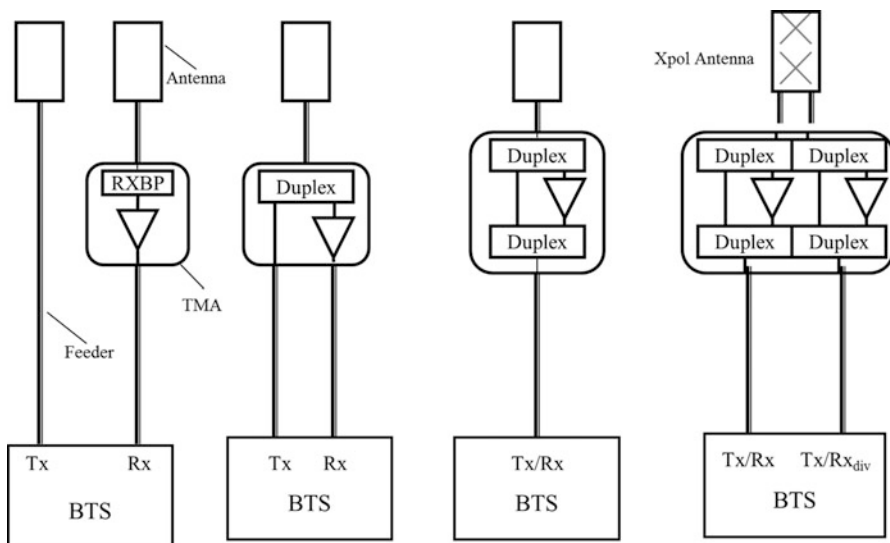 Antenna
Xpol Antenna
RXBP
Duplex
Duplex
Duplex
Duplex
Duplex
Duplex
Duplex
TMA
Feeder
Tx
Rx
BTS
Tx
Rx
BTS
Tx/Rx
BTS
Tx/Rx
Tx/Rxdiv
BTS